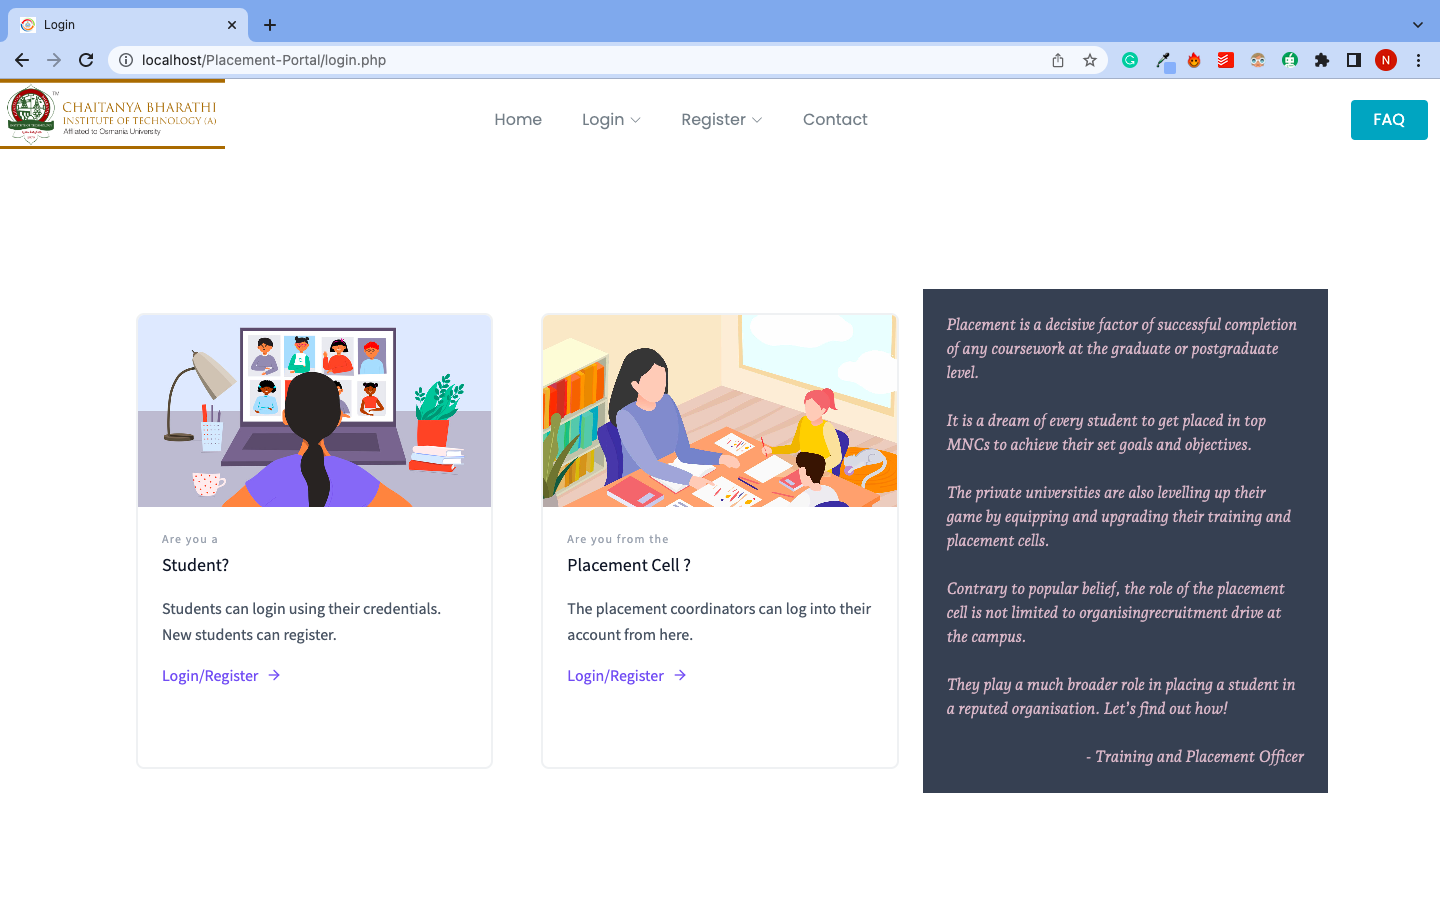 Login
localhost/Placement-Portal/login.php
N
CHAITANYA BHARATHI
INSTITUTE OF TECHNOLOGY (A)
Affiliated to Osmania University
TM
Home
Login
Register
Contact
FAQ
Are you a
Student?
Students can login using their credentials.
New students can register.
Login/Register →
Are you from the
Placement Cell ?
The placement coordinators can log into their
account from here.
Login/Register →
Placement is a decisive factor of successful completion
of any coursework at the graduate or postgraduate
level.
It is a dream of every student to get placed in top
MNCs to achieve their set goals and objectives.
The private universities are also levelling up their
game by equipping and upgrading their training and
placement cells.
Contrary to popular belief, the role of the placement
cell is not limited to organisingrecruitment drive at
the campus.
They play a much broader role in placing a student in
a reputed organisation. Let's find out how!
- Training and Placement Officer